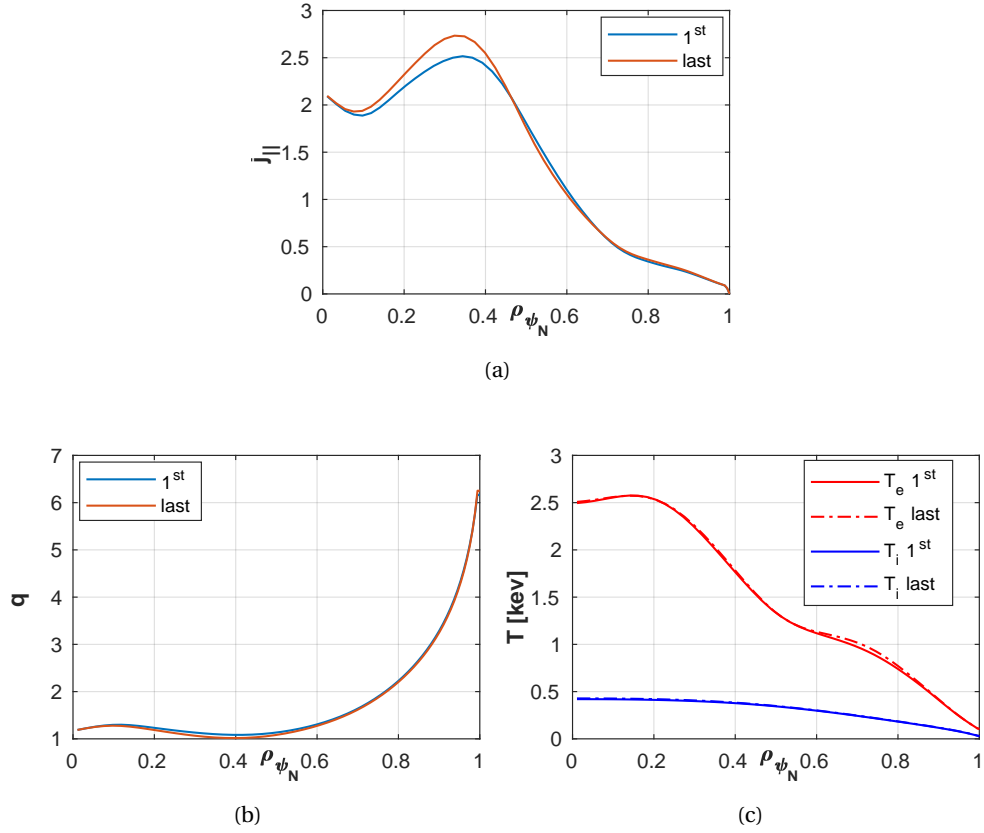 3
2.5
2
1.5
1
0.5
0
j||
1st
last
0 0.2 0.4 0.6 0.8 1
ρψN
(a)
7
6
5
4
3
2
1
q
1st
last
0 0.2 0.4 0.6 0.8 1
ρψN
(b)
3
2.5
2
1.5
1
0.5
0
T [kev]
Te 1st
Te last
Ti 1st
Ti last
0 0.2 0.4 0.6 0.8 1
ρψN
(c)